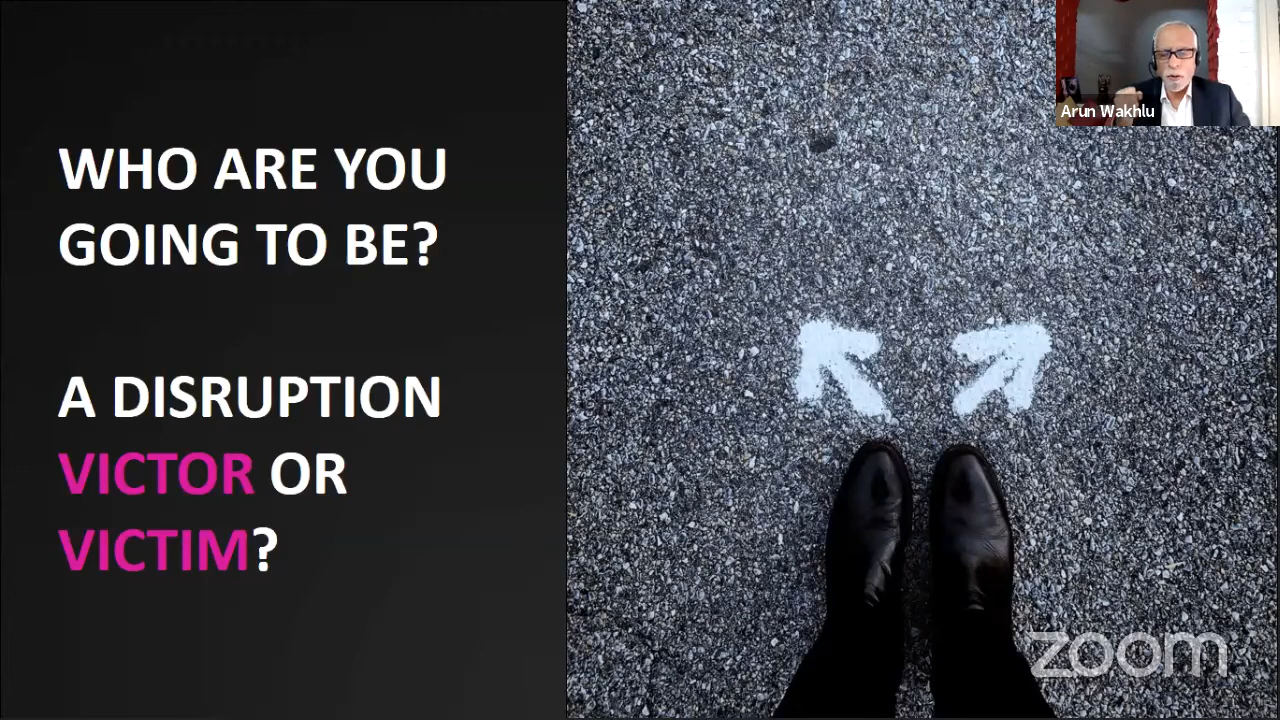 WHO ARE YOU
GOING TO BE?
A DISRUPTION
VICTOR OR
VICTIM?
Arun Wakhlu
zoom